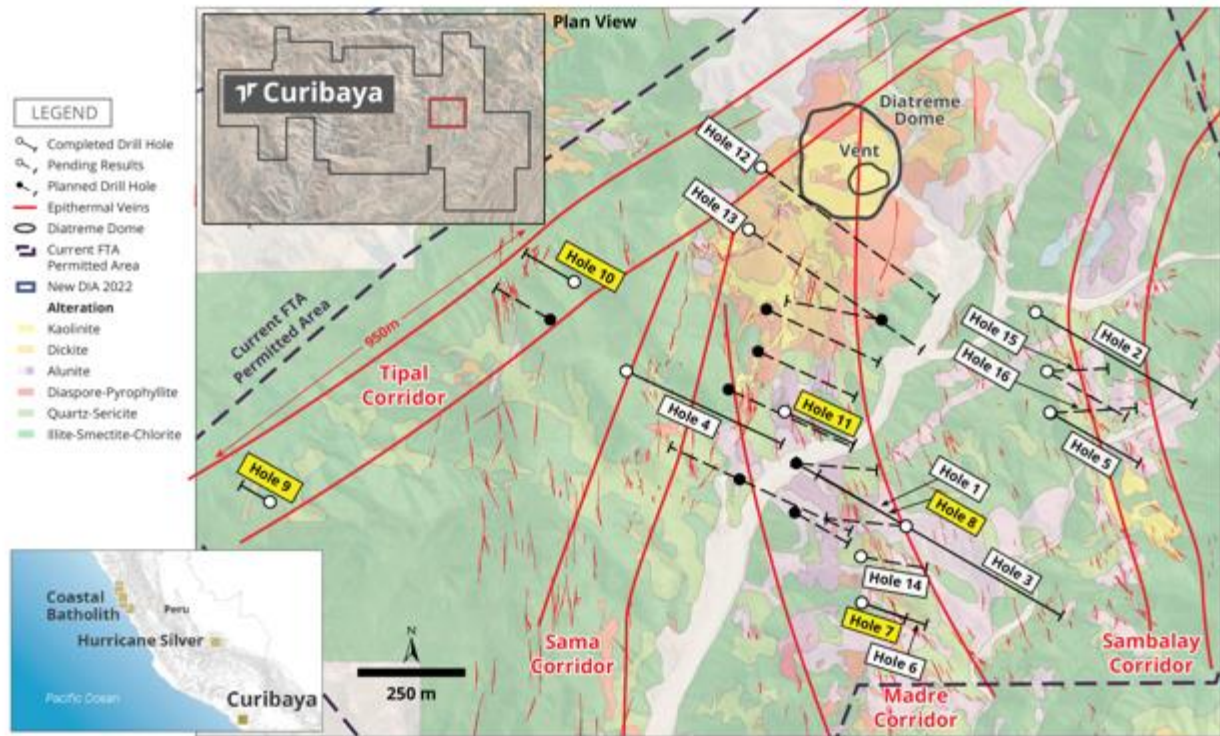 Plan View
Curibaya
LEGEND
Completed Drill Hole
Pending Results
Planned Drill Hole
Epithermal Veins
Diatreme Dome
Current FTA
Permitted Area
New DIA 2022
Alteration
Kaolinite
Dickite
Alunite
Diaspore-Pyrophyllite
Quartz-Sericite
Illite-Smectite-Chlorite
Diatreme
Dome
Vent
Hole 12
Hole 13
Hole 10
Current FTA
Permitted Area
950m
Tipal
Corridor
Hole 15
Hole 2
Hole 16
Hole 4
Hole 11
Hole 5
Hole 9
Hole 1
Hole 8
Hole 3
Hole 14
Hole 7
Hole 6
Sama
Corridor
Madre
Corridor
Sambalay
Corridor
N
250 m
Coastal
Batholith
Peru
Hurricane Silver
Pacific Ocean
Curibaya